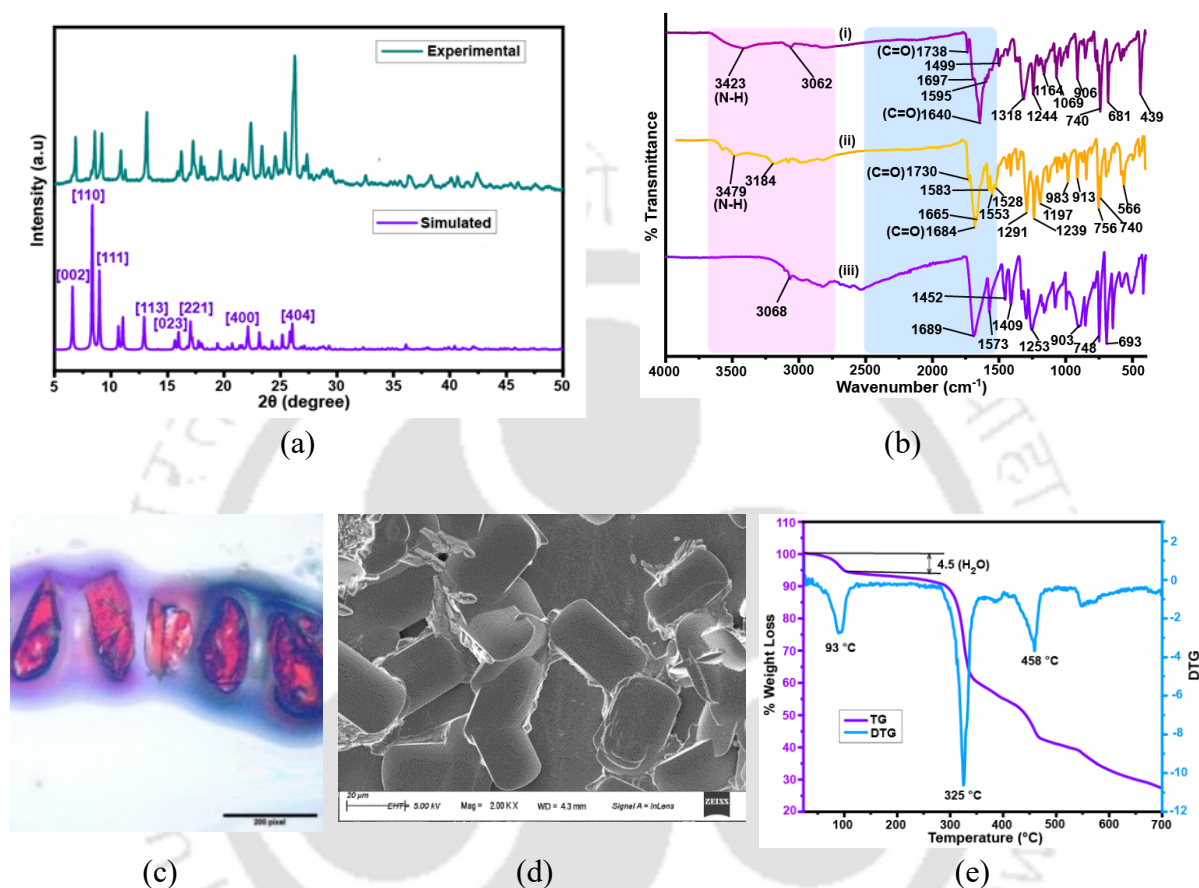 Experimental
Simulated
[002]
[110]
[111]
[113]
[023]
[221]
[400]
[404]
Intensity (a.u)
5 10 15 20 25 30 35 40 45 50
2θ (degree)
(a)
(i)
(C=O) 1738
1499
1697
1595
(C=O) 1640
3423
(N-H)
3062
1318
1244
1164
1069
906
740
681
439
(ii)
(C=O) 1730
1583
1665
(C=O) 1684
3479
(N-H)
3184
1553
1528
1291
1239
1197
983
913
756
740
566
(iii)
3068
1689
1573
1452
1409
1253
903
748
693
% Transmittance
4000 3500 3000 2500 2000 1500 1000 500
Wavenumber (cm⁻¹)
(b)
200 pixel
(c)
20 µm
EHT = 5.00 kV
Mag = 2.00 K X
WD = 4.3 mm
Signal A = InLens
ZEISS
(d)
% Weight Loss
110
100
90
80
70
60
50
40
30
20
4.5 (H₂O)
93 °C
325 °C
458 °C
TG
DTG
2
0
-2
-4
-6
-8
-10
-12
DTG
100 200 300 400 500 600 700
Temperature (°C)
(e)